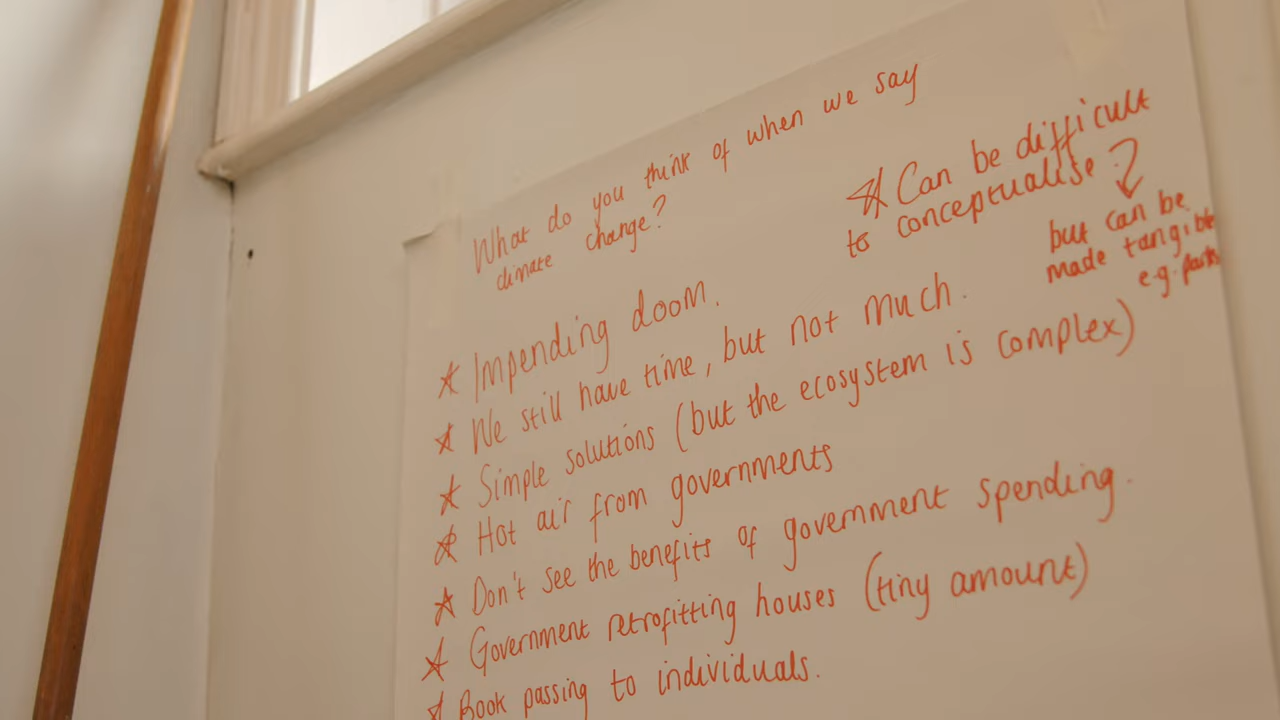 What do you think of when we say
climate change?
* Can be difficult
to conceptualise?
but can be
made tangible
e.g. parks
* Impending doom.
* We still have time, but not much.
* Simple solutions (but the ecosystem is complex)
* Hot air from governments
* Don't see the benefits of government spending.
* Government retrofitting houses (tiny amount)
* Book passing to individuals.